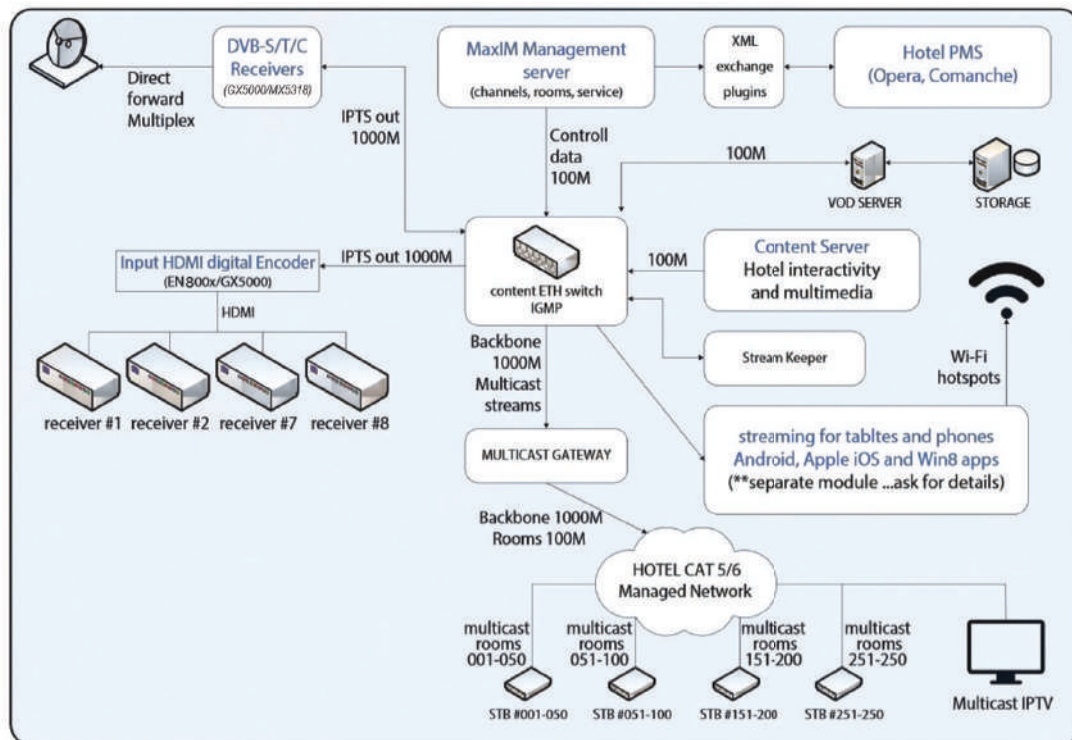 DVB-S/T/C
Receivers
(GX5000/MX5318)
Direct
forward
Multiplex
IPTS out
1000M
MaxIM Management
server
(channels, rooms, service)
XML
exchange
plugins
Hotel PMS
(Opera, Comanche)
Controll
data
100M
100M
VOD SERVER
STORAGE
Input HDMI digital Encoder
(EN800x/GX5000)
IPTS out 1000M
HDMI
content ETH switch
IGMP
100M
Content Server
Hotel interactivity
and multimedia
receiver #1
receiver #2
receiver #7
receiver #8
Backbone
1000M
Multicast
streams
Stream Keeper
Wi-Fi
hotspots
MULTICAST GATEWAY
streaming for tabltes and phones
Android, Apple iOS and Win8 apps
(**separate module ...ask for details)
Backbone 1000M
Rooms 100M
HOTEL CAT 5/6
Managed Network
multicast
rooms
001-050
multicast
rooms
051-100
multicast
rooms
151-200
multicast
rooms
251-250
STB #001-050
STB #051-100
STB #151-200
STB #251-250
Multicast IPTV